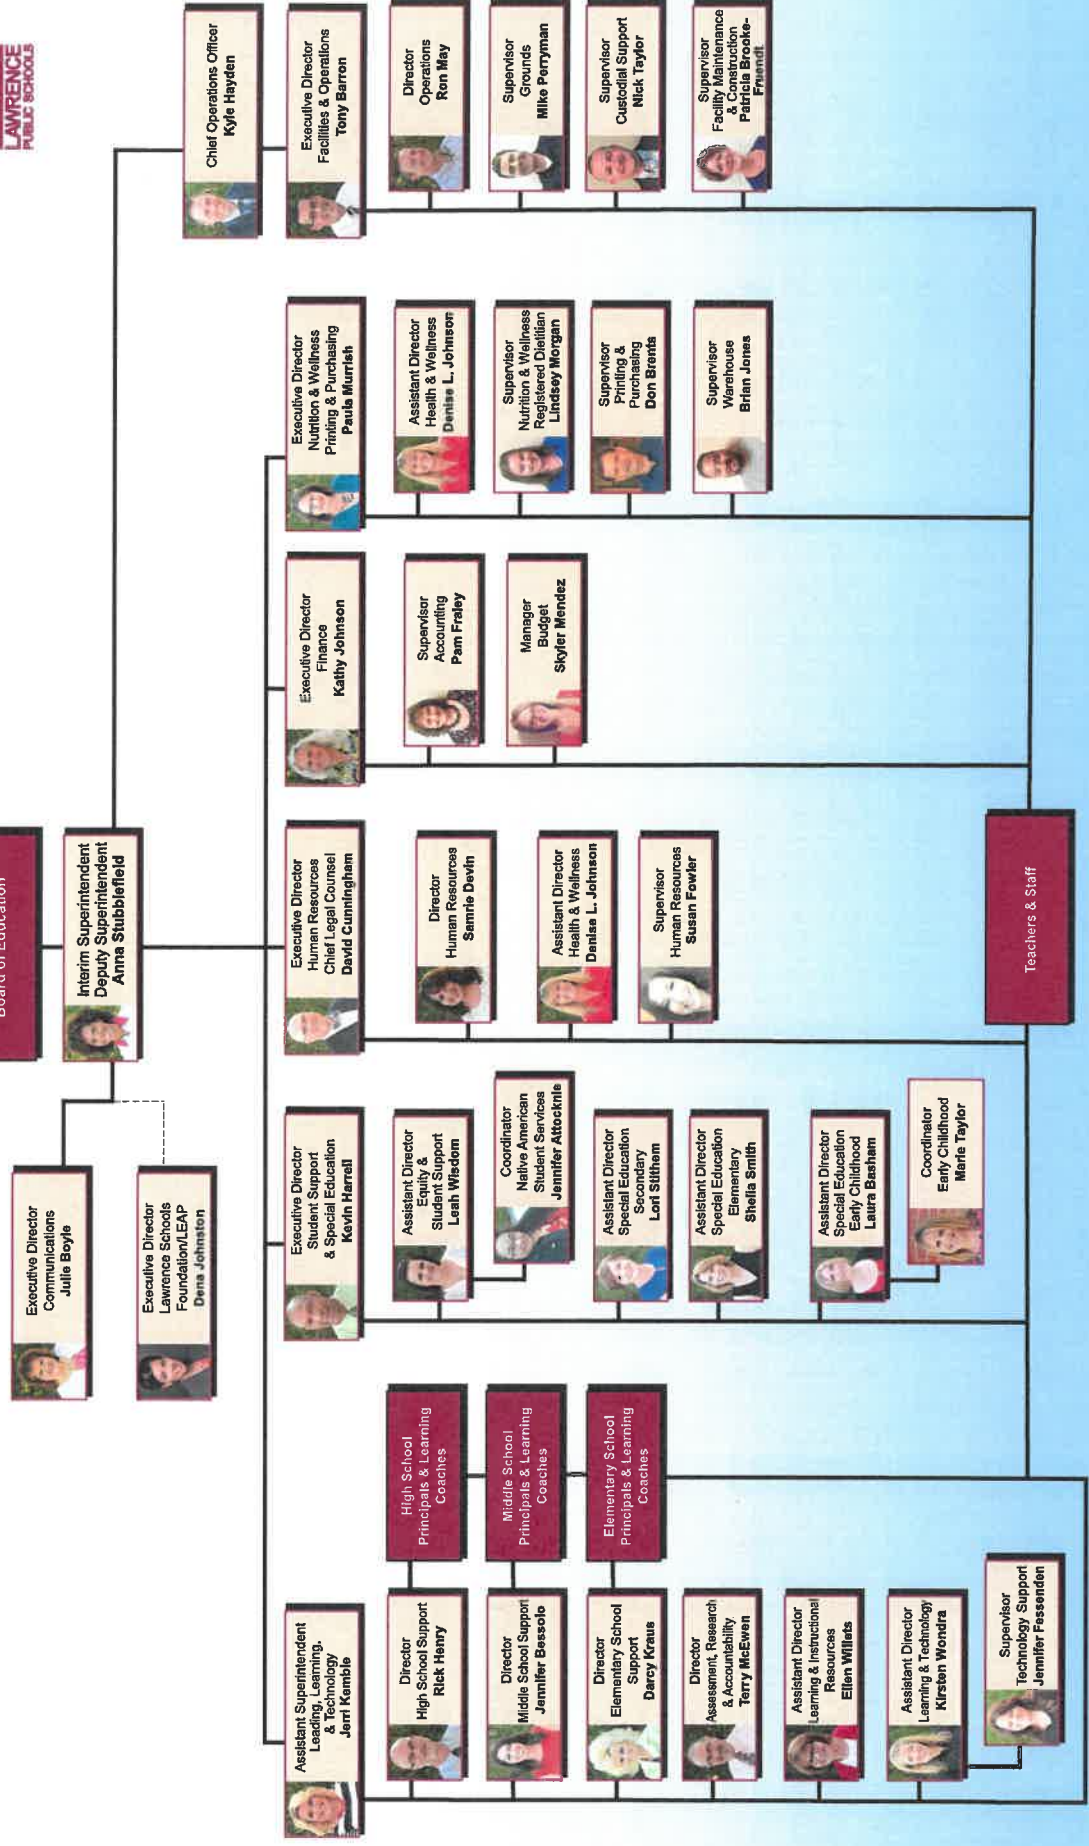 LAWRENCE
PUBLIC SCHOOLS
Board of Education
Interim Superintendent
Deputy Superintendent
Anna Stubblefield
Executive Director
Communications
Julie Boyle
Executive Director
Lawrence Schools
Foundation/LEAP
Dena Johnston
Chief Operations Officer
Kyle Hayden
Assistant Superintendent
Leading, Learning,
& Technology
Jerri Kemble
Director
High School Support
Rick Henry
Director
Middle School Support
Jennifer Bessolo
Director
Elementary School
Support
Darcy Kraus
Director
Assessment, Research
& Accountability
Terry McEwen
Assistant Director
Learning & Instructional
Resources
Ellen Willets
Assistant Director
Learning & Technology
Kirsten Wondra
Supervisor
Technology Support
Jennifer Fessenden
High School
Principals & Learning
Coaches
Middle School
Principals & Learning
Coaches
Elementary School
Principals & Learning
Coaches
Executive Director
Student Support
& Special Education
Kevin Harrell
Assistant Director
Equity &
Student Support
Leah Wisdom
Coordinator
Native American
Student Services
Jennifer Attocknie
Assistant Director
Special Education
Secondary
Lori Stithem
Assistant Director
Special Education
Elementary
Shelia Smith
Assistant Director
Special Education
Early Childhood
Laura Basham
Coordinator
Early Childhood
Marie Taylor
Executive Director
Human Resources
Chief Legal Counsel
David Cunningham
Director
Human Resources
Samrie Devin
Assistant Director
Health & Wellness
Denise L. Johnson
Supervisor
Human Resources
Susan Fowler
Executive Director
Finance
Kathy Johnson
Supervisor
Accounting
Pam Fraley
Manager
Budget
Skyler Mendez
Executive Director
Nutrition & Wellness
Printing & Purchasing
Paula Murrish
Assistant Director
Health & Wellness
Denise L. Johnson
Supervisor
Nutrition & Wellness
Registered Dietitian
Lindsey Morgan
Supervisor
Printing &
Purchasing
Don Brents
Supervisor
Warehouse
Brian Jones
Executive Director
Facilities & Operations
Tony Barron
Director
Operations
Ron May
Supervisor
Grounds
Mike Perryman
Supervisor
Custodial Support
Nick Taylor
Supervisor
Facility Maintenance
& Construction
Patricia Brooke-
Fruendt
Teachers & Staff